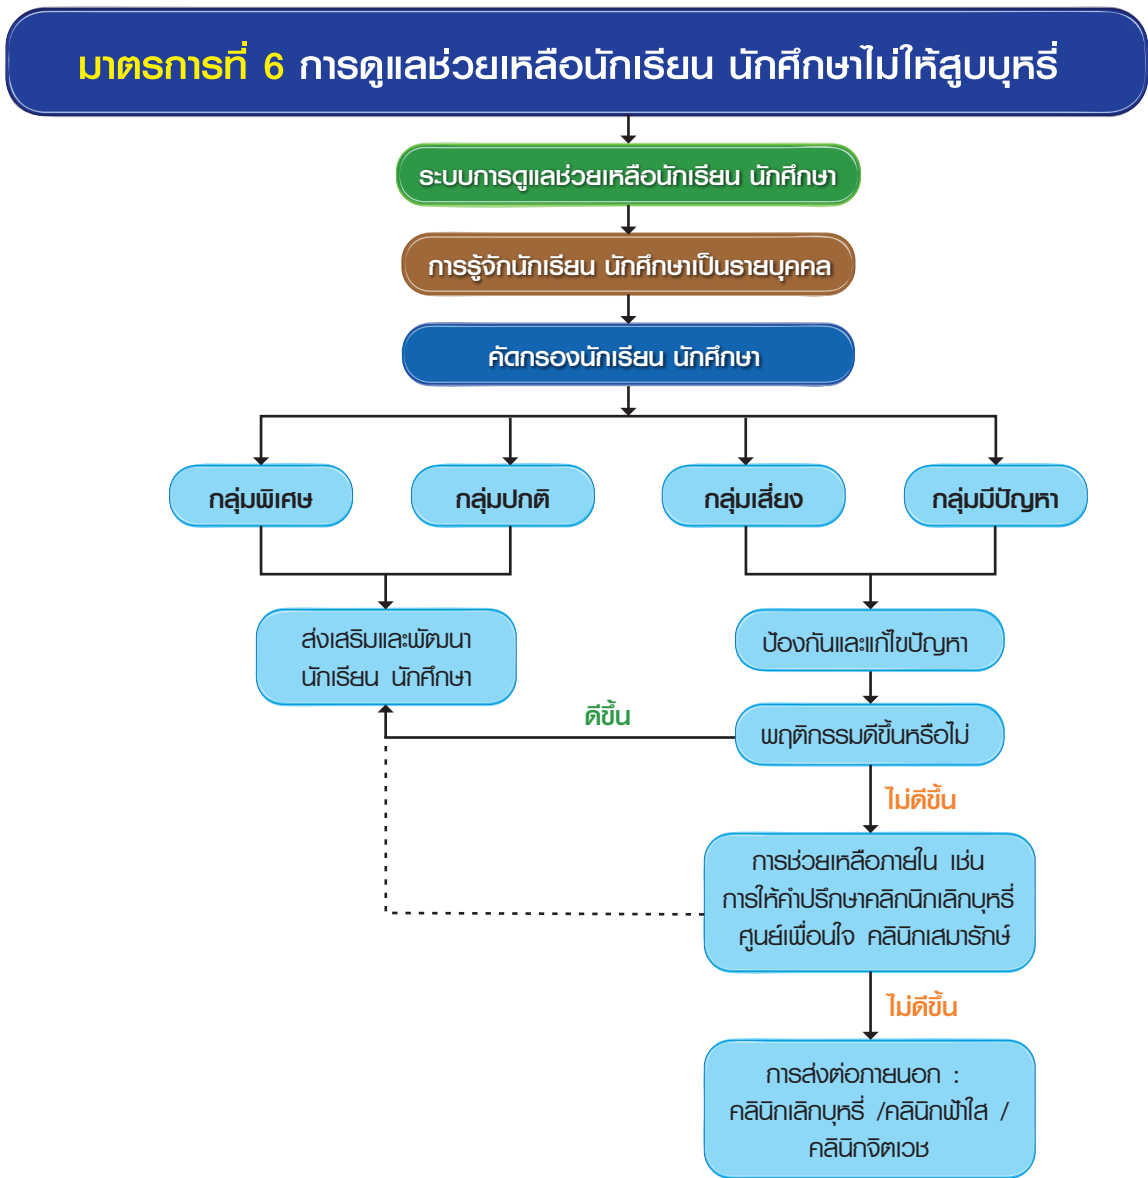 มาตรการที่ 6 การดูแลช่วยเหลือนักเรียน นักศึกษาไม่ให้สูบบุหรี่
ระบบการดูแลช่วยเหลือนักเรียน นักศึกษา
การรู้จักนักเรียน นักศึกษาเป็นรายบุคคล
คัดกรองนักเรียน นักศึกษา
กลุ่มพิเศษ
กลุ่มปกติ
กลุ่มเสี่ยง
กลุ่มมีปัญหา
ส่งเสริมและพัฒนา
นักเรียน นักศึกษา
ป้องกันและแก้ไขปัญหา
ดีขึ้น
พฤติกรรมดีขึ้นหรือไม่
ไม่ดีขึ้น
การช่วยเหลือภายใน เช่น
การให้คำปรึกษาคลิกนิกเลิกบุหรี่
ศูนย์เพื่อนใจ คลินิกเสมารักษ์
ไม่ดีขึ้น
การส่งต่อภายนอก :
คลินิกเลิกบุหรี่ /คลินิกฟ้าใส /
คลินิกจิตเวช